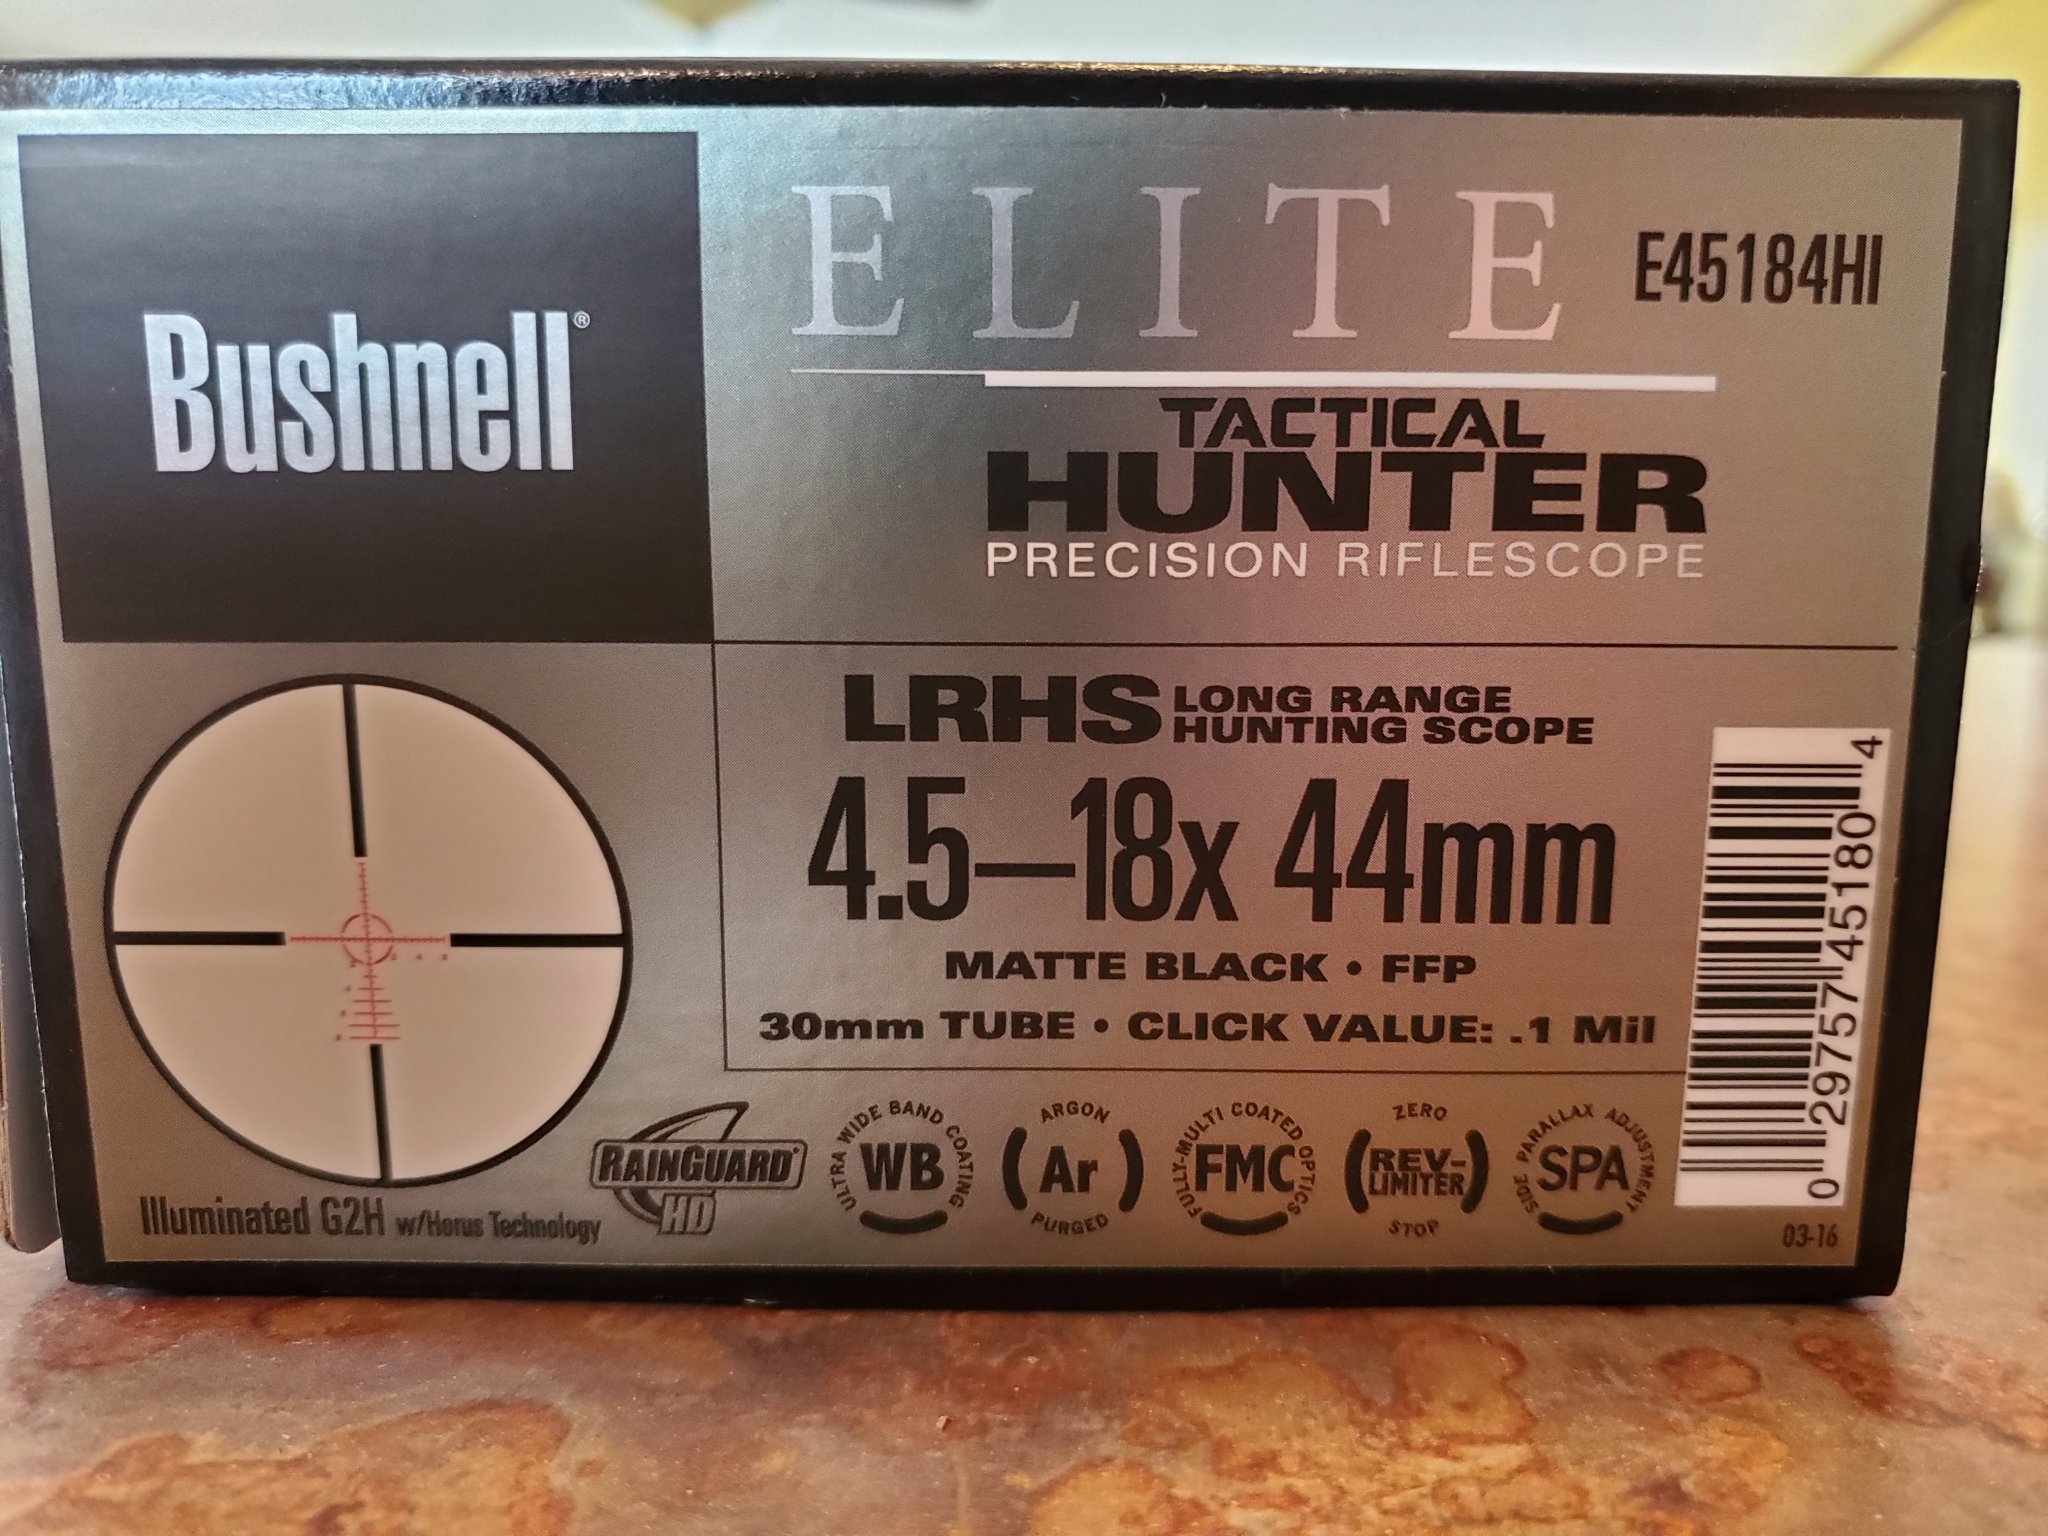 Bushnell®
ELITE
E45184HI
TACTICAL
HUNTER
PRECISION RIFLESCOPE
LRHS LONG RANGE
HUNTING SCOPE
4.5–18x 44mm
MATTE BLACK • FFP
30mm TUBE • CLICK VALUE: .1 Mil
Illuminated G2H w/Horus Technology
RAINGUARD®
HD
ULTRA WIDE BAND COATING
WB
ARGON
Ar
PURGED
FULLY-MULTI COATED OPTICS
FMC
ZERO
REV-
LIMITER
STOP
SIDE PARALLAX ADJUSTMENT
SPA
0 29757 45180 4
03-16